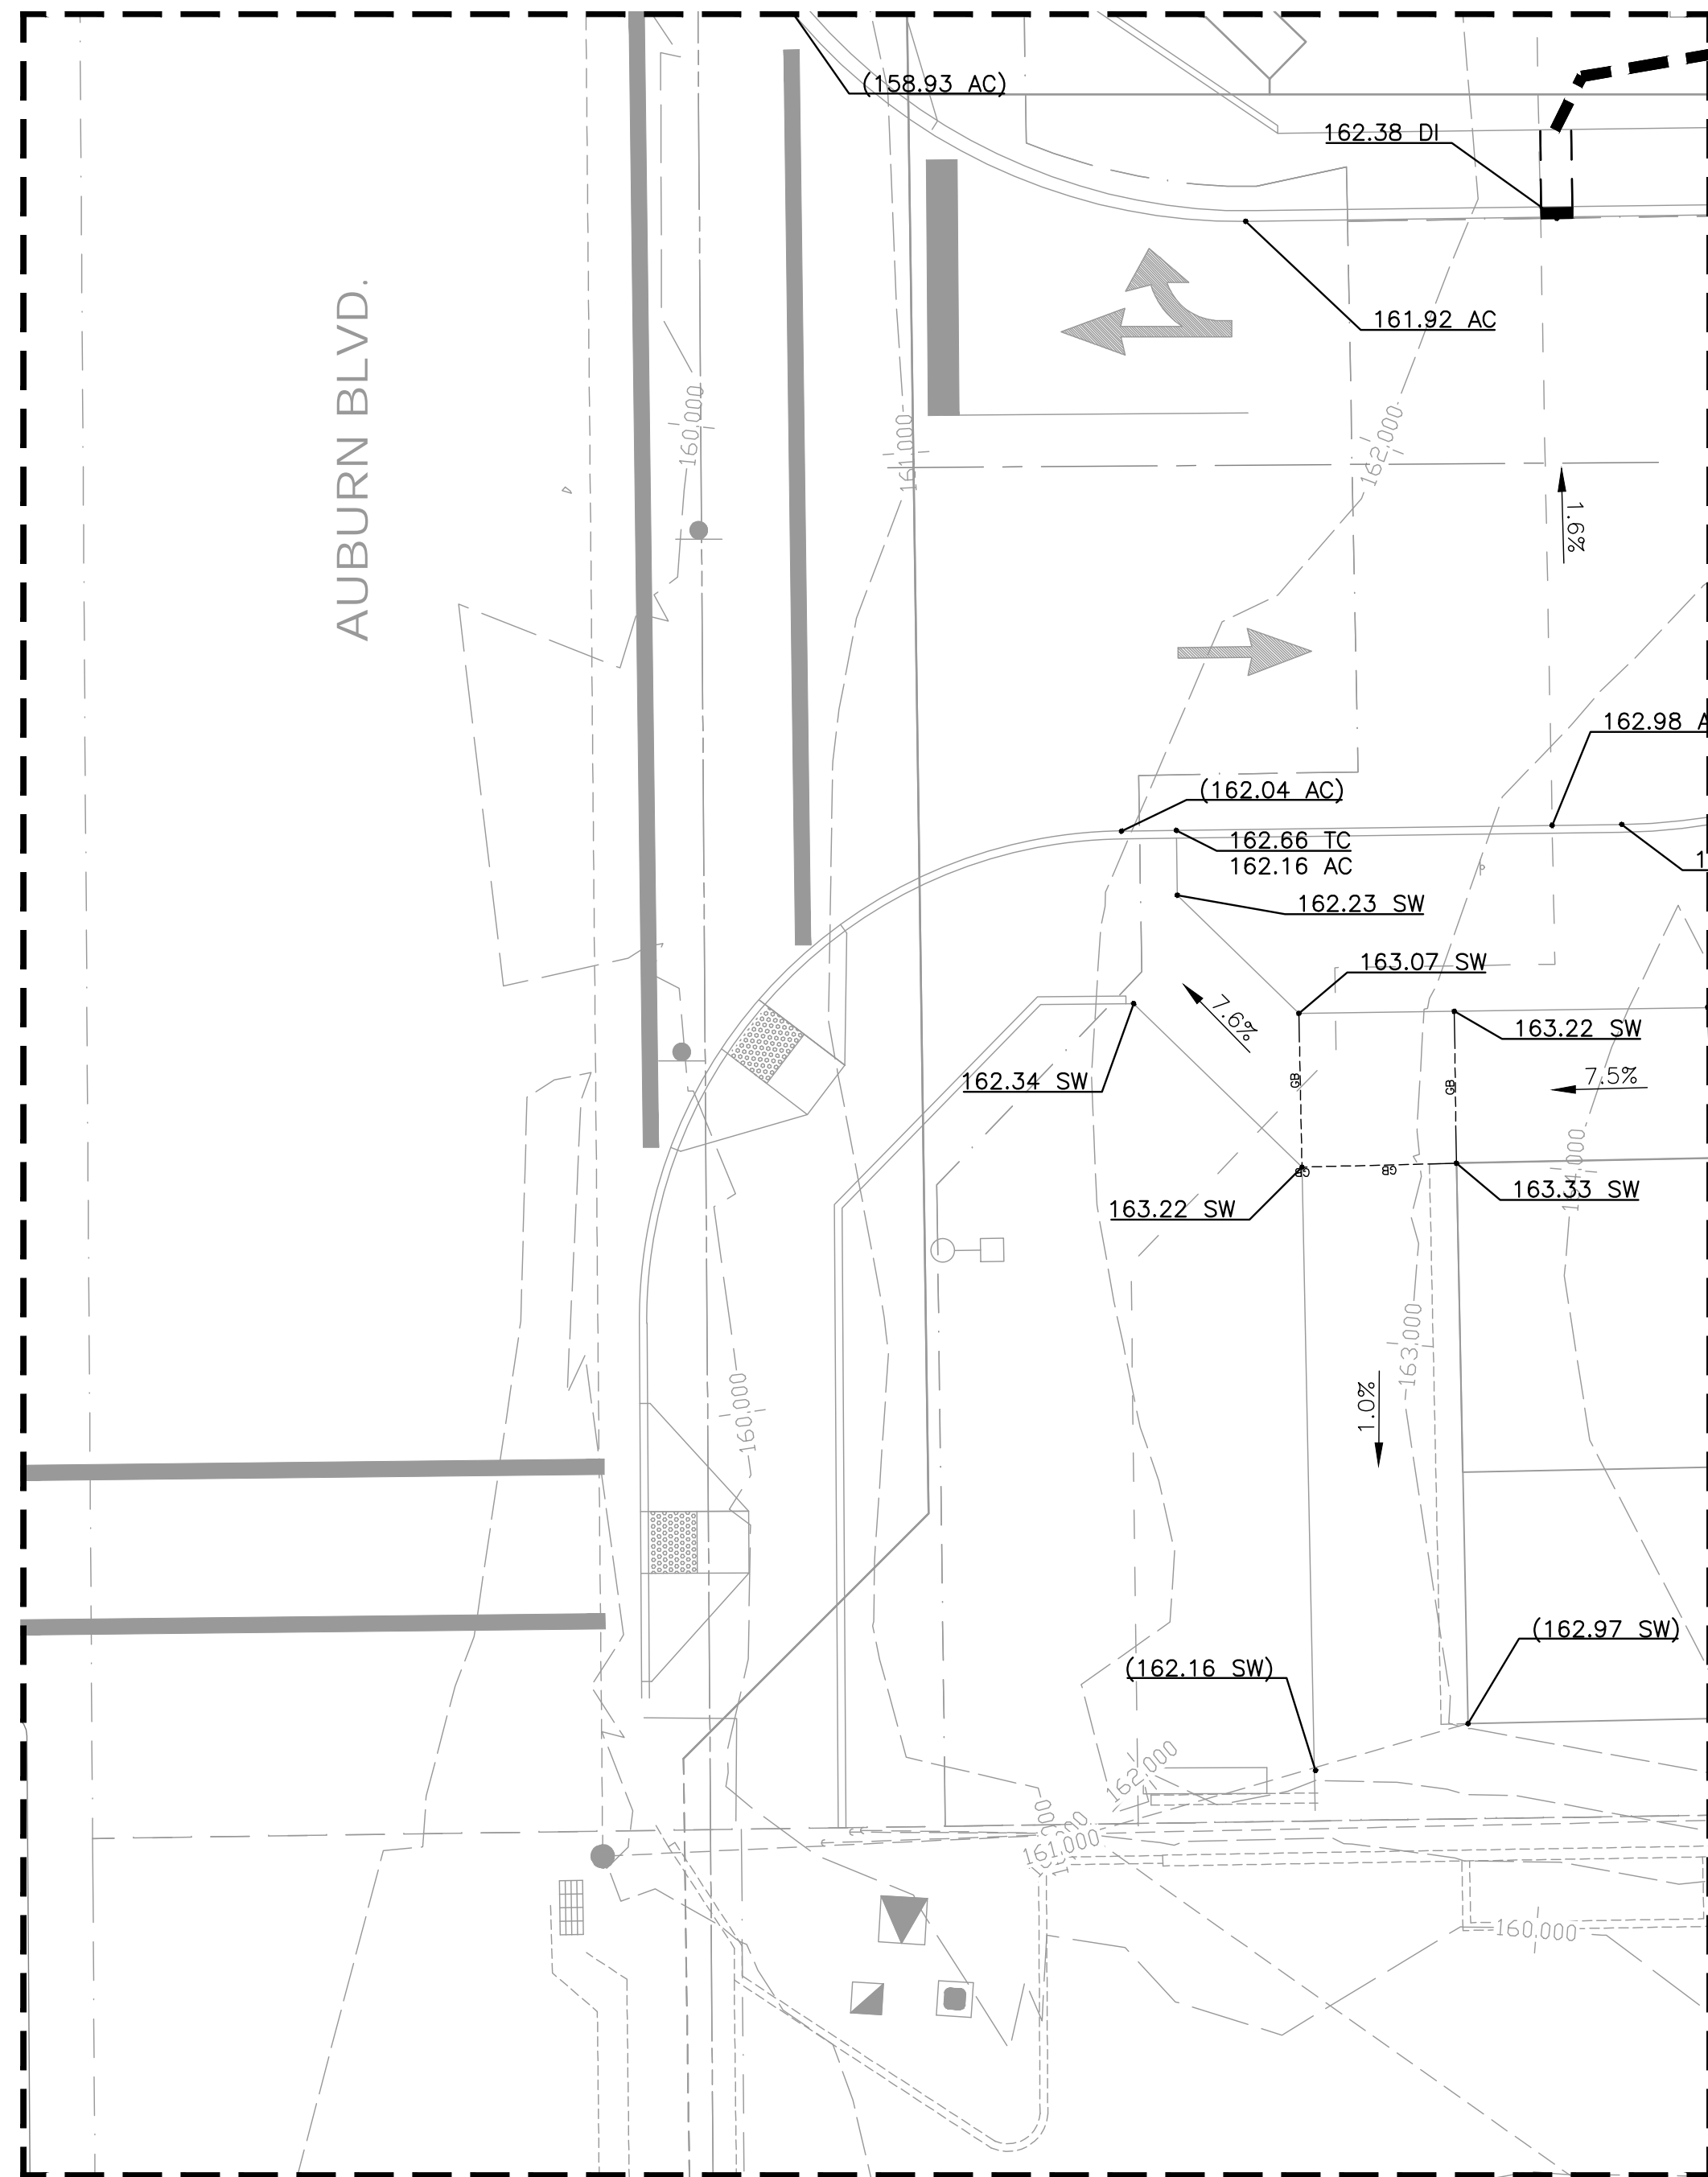 (158.93 AC)
162.38 DI
161.92 AC
AUBURN BLVD.
160.000
161.000
162.000
1.6%
162.98 A
(162.04 AC)
162.66 TC
162.16 AC
162.23 SW
163.07 SW
7.6%
163.22 SW
162.34 SW
7.5%
GB
GB
GB
GB
163.33 SW
163.22 SW
163.000
1.0%
160.000
(162.97 SW)
(162.16 SW)
162.000
161.000
160.000